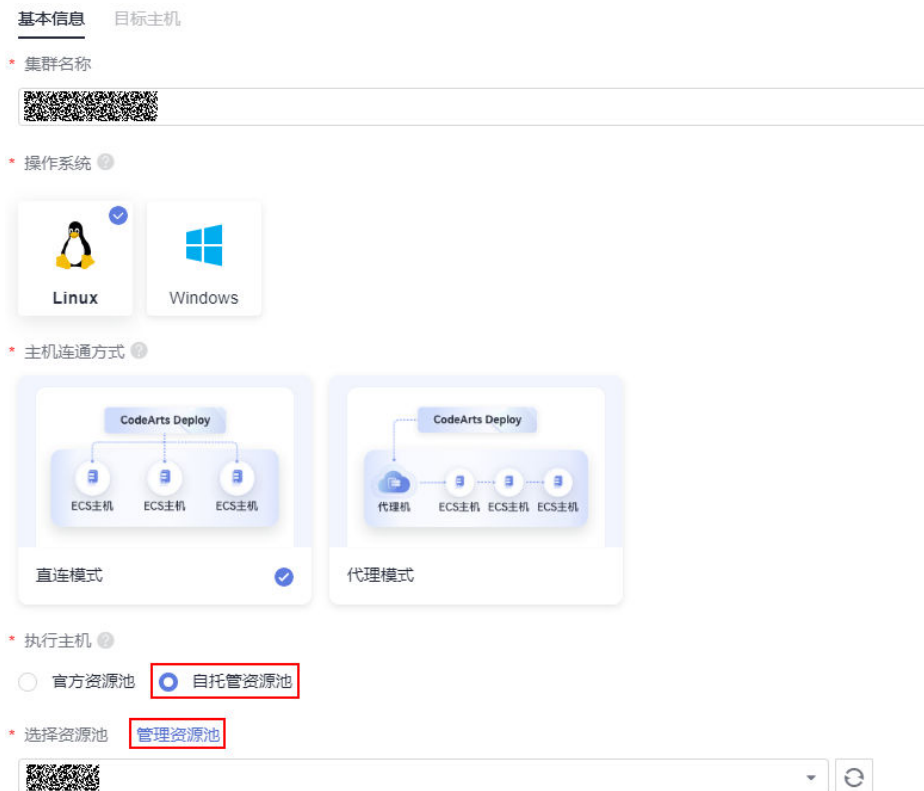 基本信息 目标主机
* 集群名称
* 操作系统 ?
Linux Windows
* 主机连通方式 ?
CodeArts Deploy
ECS主机 ECS主机 ECS主机
直连模式
CodeArts Deploy
代理机 ECS主机 ECS主机 ECS主机
代理模式
* 执行主机 ?
官方资源池 自托管资源池
* 选择资源池 管理资源池